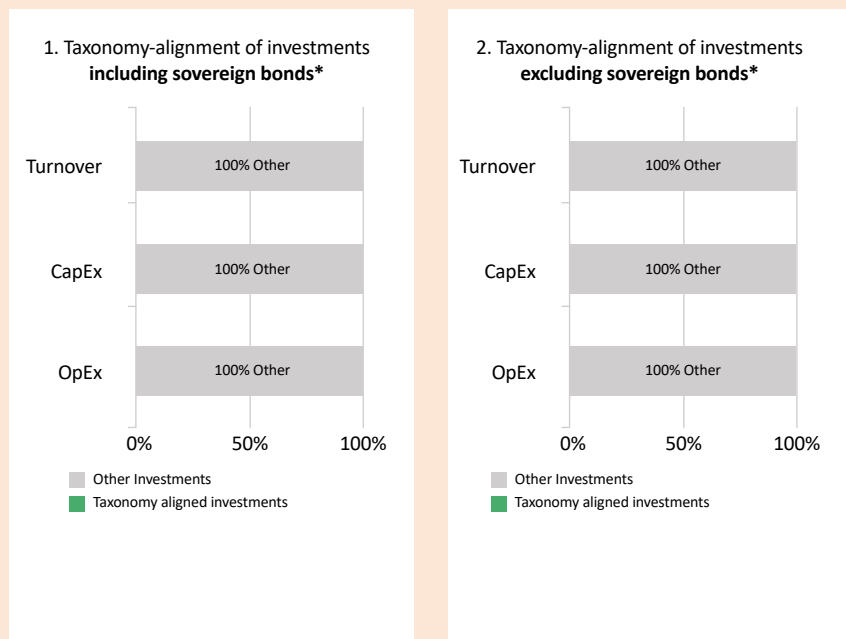 1. Taxonomy-alignment of investments
including sovereign bonds*
Turnover
100% Other
CapEx
100% Other
OpEx
100% Other
0%
50%
100%
Other Investments
Taxonomy aligned investments
2. Taxonomy-alignment of investments
excluding sovereign bonds*
Turnover
100% Other
CapEx
100% Other
OpEx
100% Other
0%
50%
100%
Other Investments
Taxonomy aligned investments